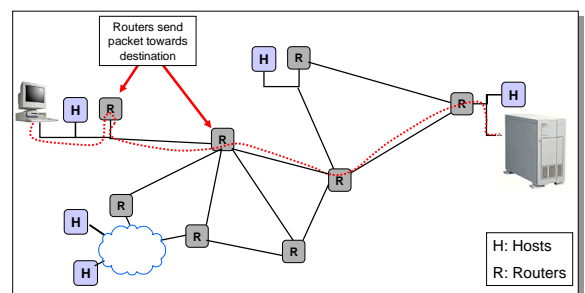 Routers send
packet towards
destination
H
R
R
H
H
R
R
R
R
H
R
R
H
H: Hosts
R: Routers